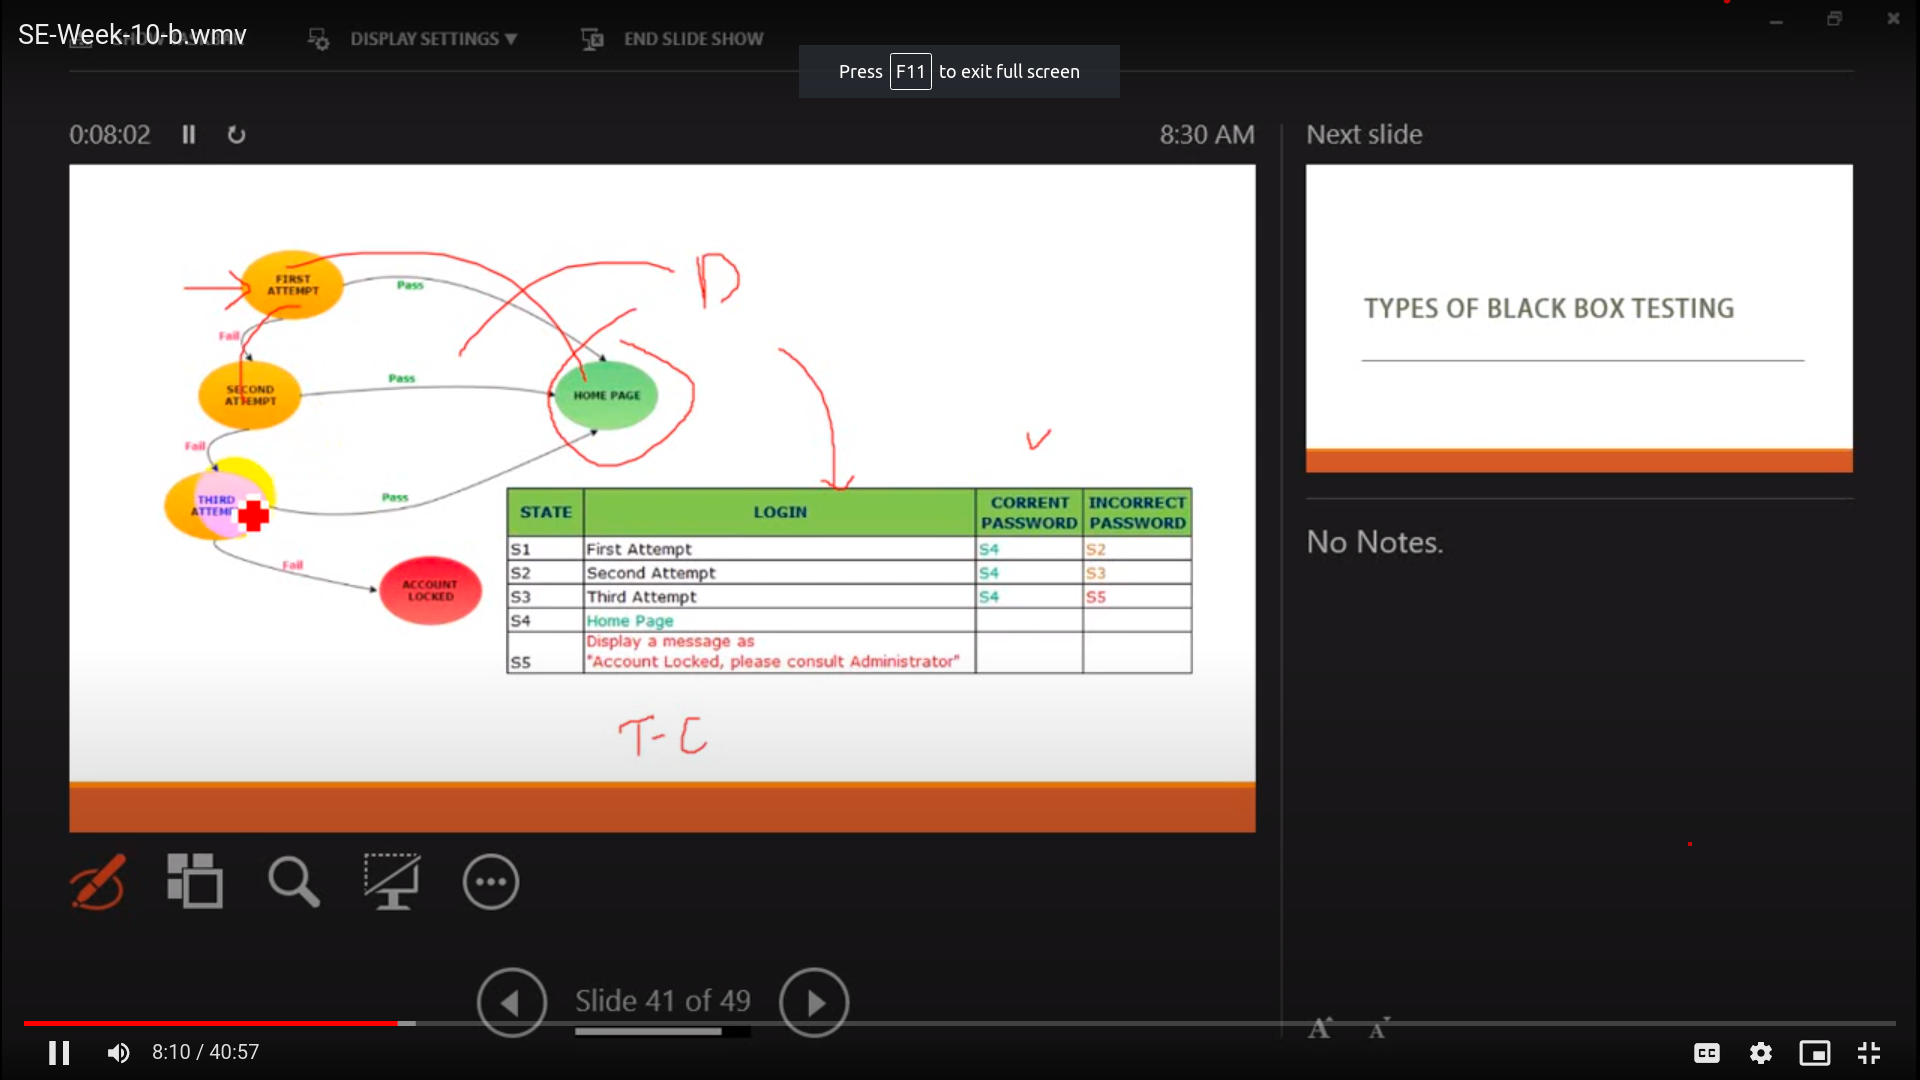 SE-Week-10-b.wmv
DISPLAY SETTINGS
END SLIDE SHOW
Press F11 to exit full screen
0:08:02
8:30 AM
Next slide
FIRST
ATTEMPT
Pass
Fail
SECOND
ATTEMPT
Pass
HOME PAGE
Fail
THIRD
Pass
Fail
ACCOUNT
LOCKED
D
STATE LOGIN CORRENT PASSWORD INCORRECT PASSWORD
S1 First Attempt S4 S2
S2 Second Attempt S4 S3
S3 Third Attempt S4 S5
S4 Home Page
S5 Display a message as
"Account Locked, please consult Administrator"
T-C
TYPES OF BLACK BOX TESTING
No Notes.
Slide 41 of 49
A A
8:10 / 40:57
CC